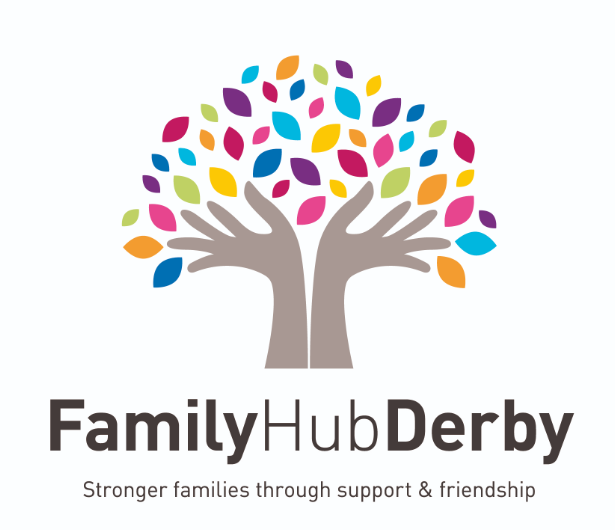 FamilyHubDerby
Stronger families through support & friendship